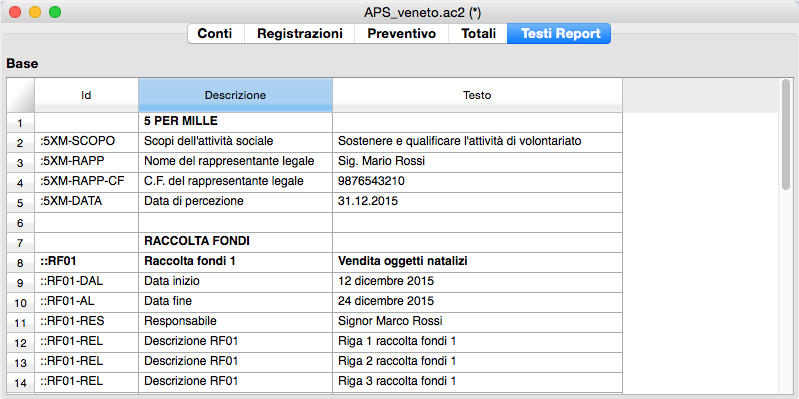 APS_veneto.ac2 (*)
Conti Registrazioni Preventivo Totali Testi Report
Base
Id Descrizione Testo
1 5 PER MILLE
2 :5XM-SCOPO Scopi dell'attività sociale Sostenere e qualificare l'attività di volontariato
3 :5XM-RAPP Nome del rappresentante legale Sig. Mario Rossi
4 :5XM-RAPP-CF C.F. del rappresentante legale 9876543210
5 :5XM-DATA Data di percezione 31.12.2015
6
7 RACCOLTA FONDI
8 ::RF01 Raccolta fondi 1 Vendita oggetti natalizi
9 ::RF01-DAL Data inizio 12 dicembre 2015
10 ::RF01-AL Data fine 24 dicembre 2015
11 ::RF01-RES Responsabile Signor Marco Rossi
12 ::RF01-REL Descrizione RF01 Riga 1 raccolta fondi 1
13 ::RF01-REL Descrizione RF01 Riga 2 raccolta fondi 1
14 ::RF01-REL Descrizione RF01 Riga 3 raccolta fondi 1